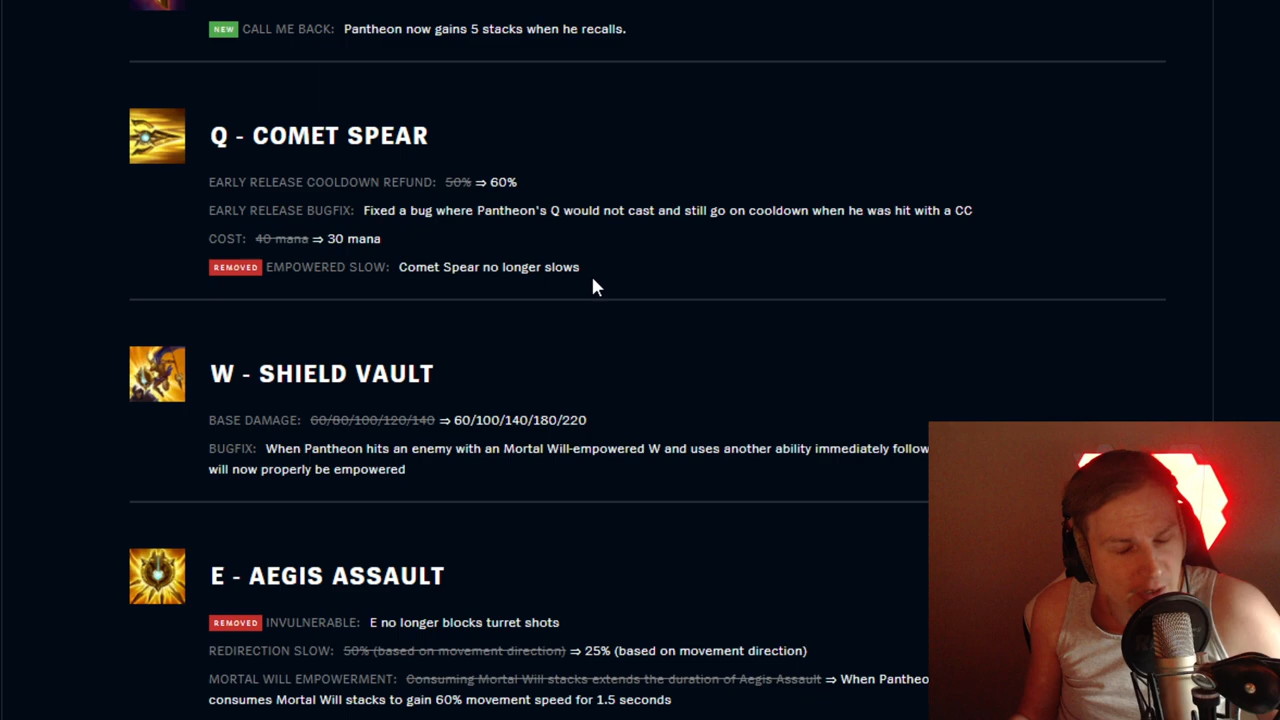 NEW CALL ME BACK: Pantheon now gains 5 stacks when he recalls.
Q - COMET SPEAR
EARLY RELEASE COOLDOWN REFUND: 50% ⇒ 60%
EARLY RELEASE BUGFIX: Fixed a bug where Pantheon's Q would not cast and still go on cooldown when he was hit with a CC
COST: 40 mana ⇒ 30 mana
REMOVED EMPOWERED SLOW: Comet Spear no longer slows
W - SHIELD VAULT
BASE DAMAGE: 60/80/100/120/140 ⇒ 60/100/140/180/220
BUGFIX: When Pantheon hits an enemy with an Mortal Will-empowered W and uses another ability immediately follow
will now properly be empowered
E - AEGIS ASSAULT
REMOVED INVULNERABLE: E no longer blocks turret shots
REDIRECTION SLOW: 50% (based on movement direction) ⇒ 25% (based on movement direction)
MORTAL WILL EMPOWERMENT: Consuming Mortal Will stacks extends the duration of Aegis Assault ⇒ When Pantheo
consumes Mortal Will stacks to gain 60% movement speed for 1.5 seconds